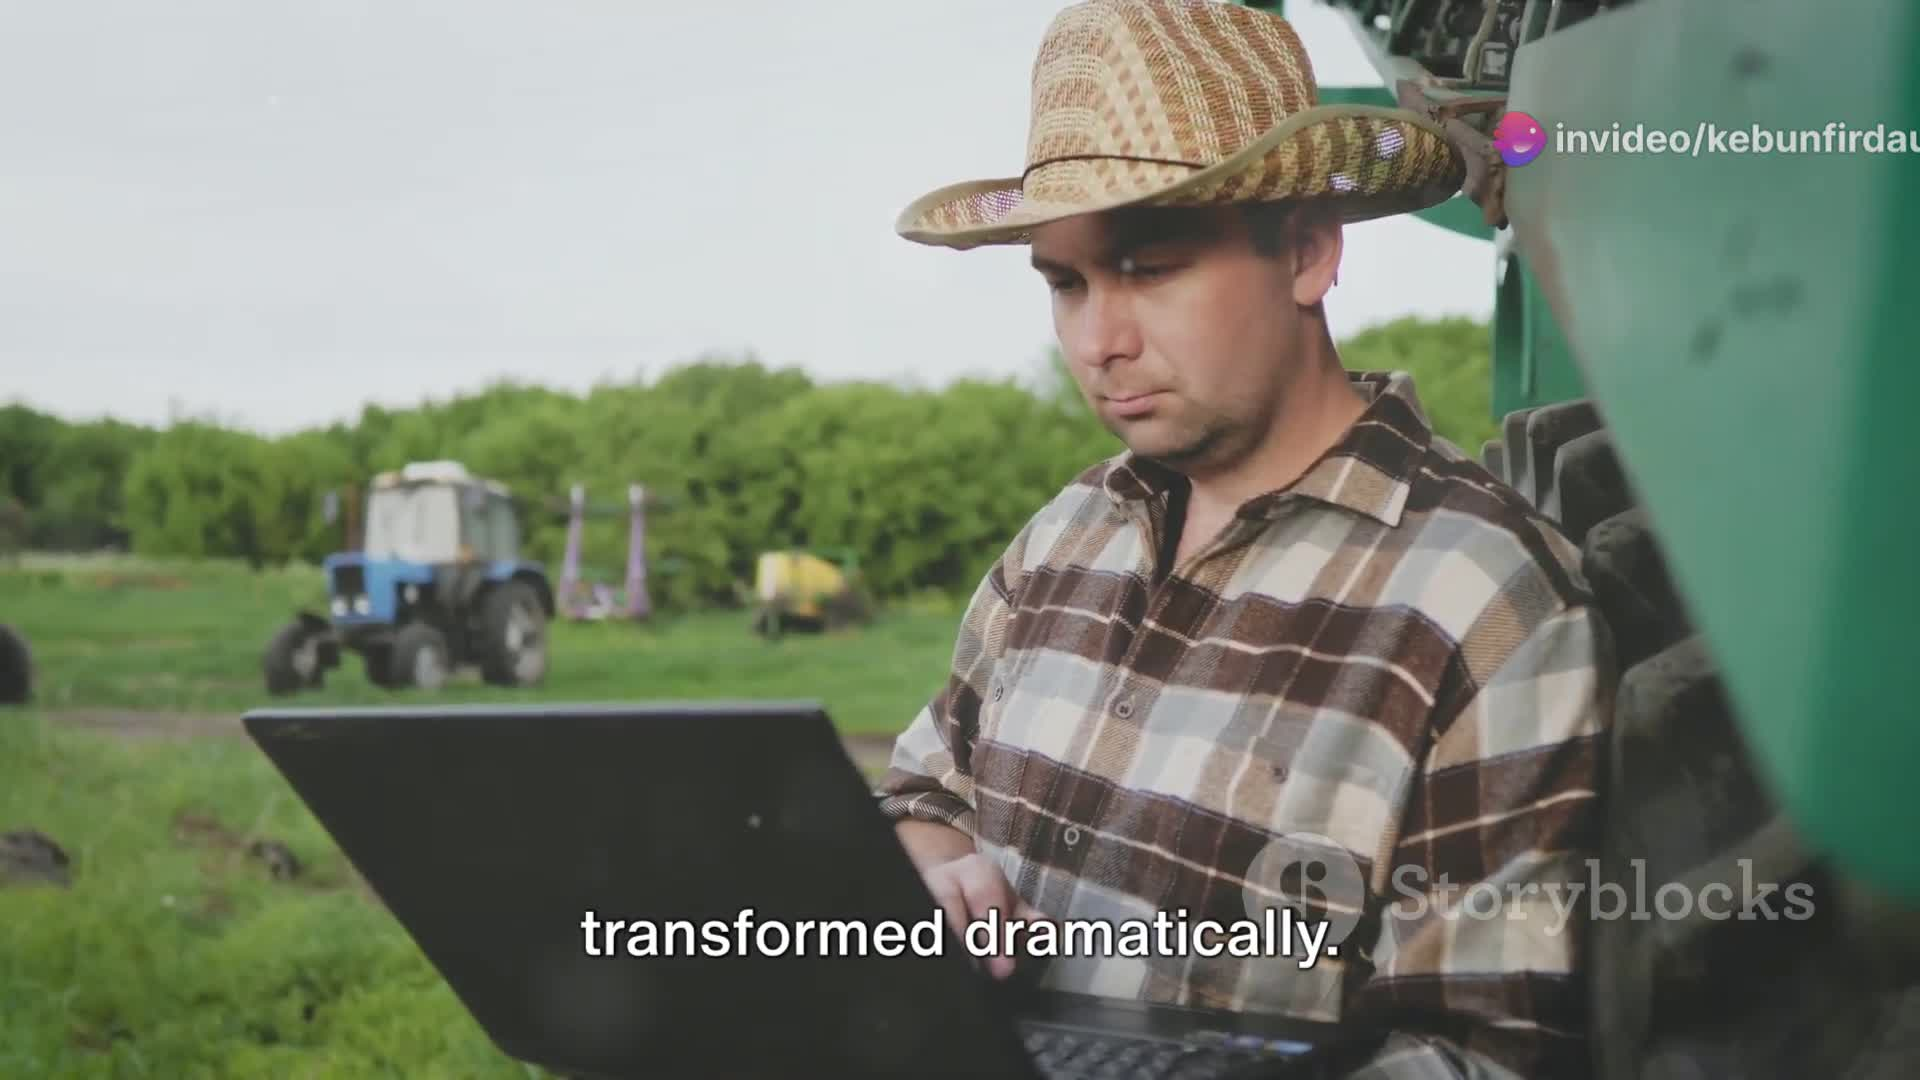 invideo/kebunfirdau
Storyblocks
transformed dramatically.